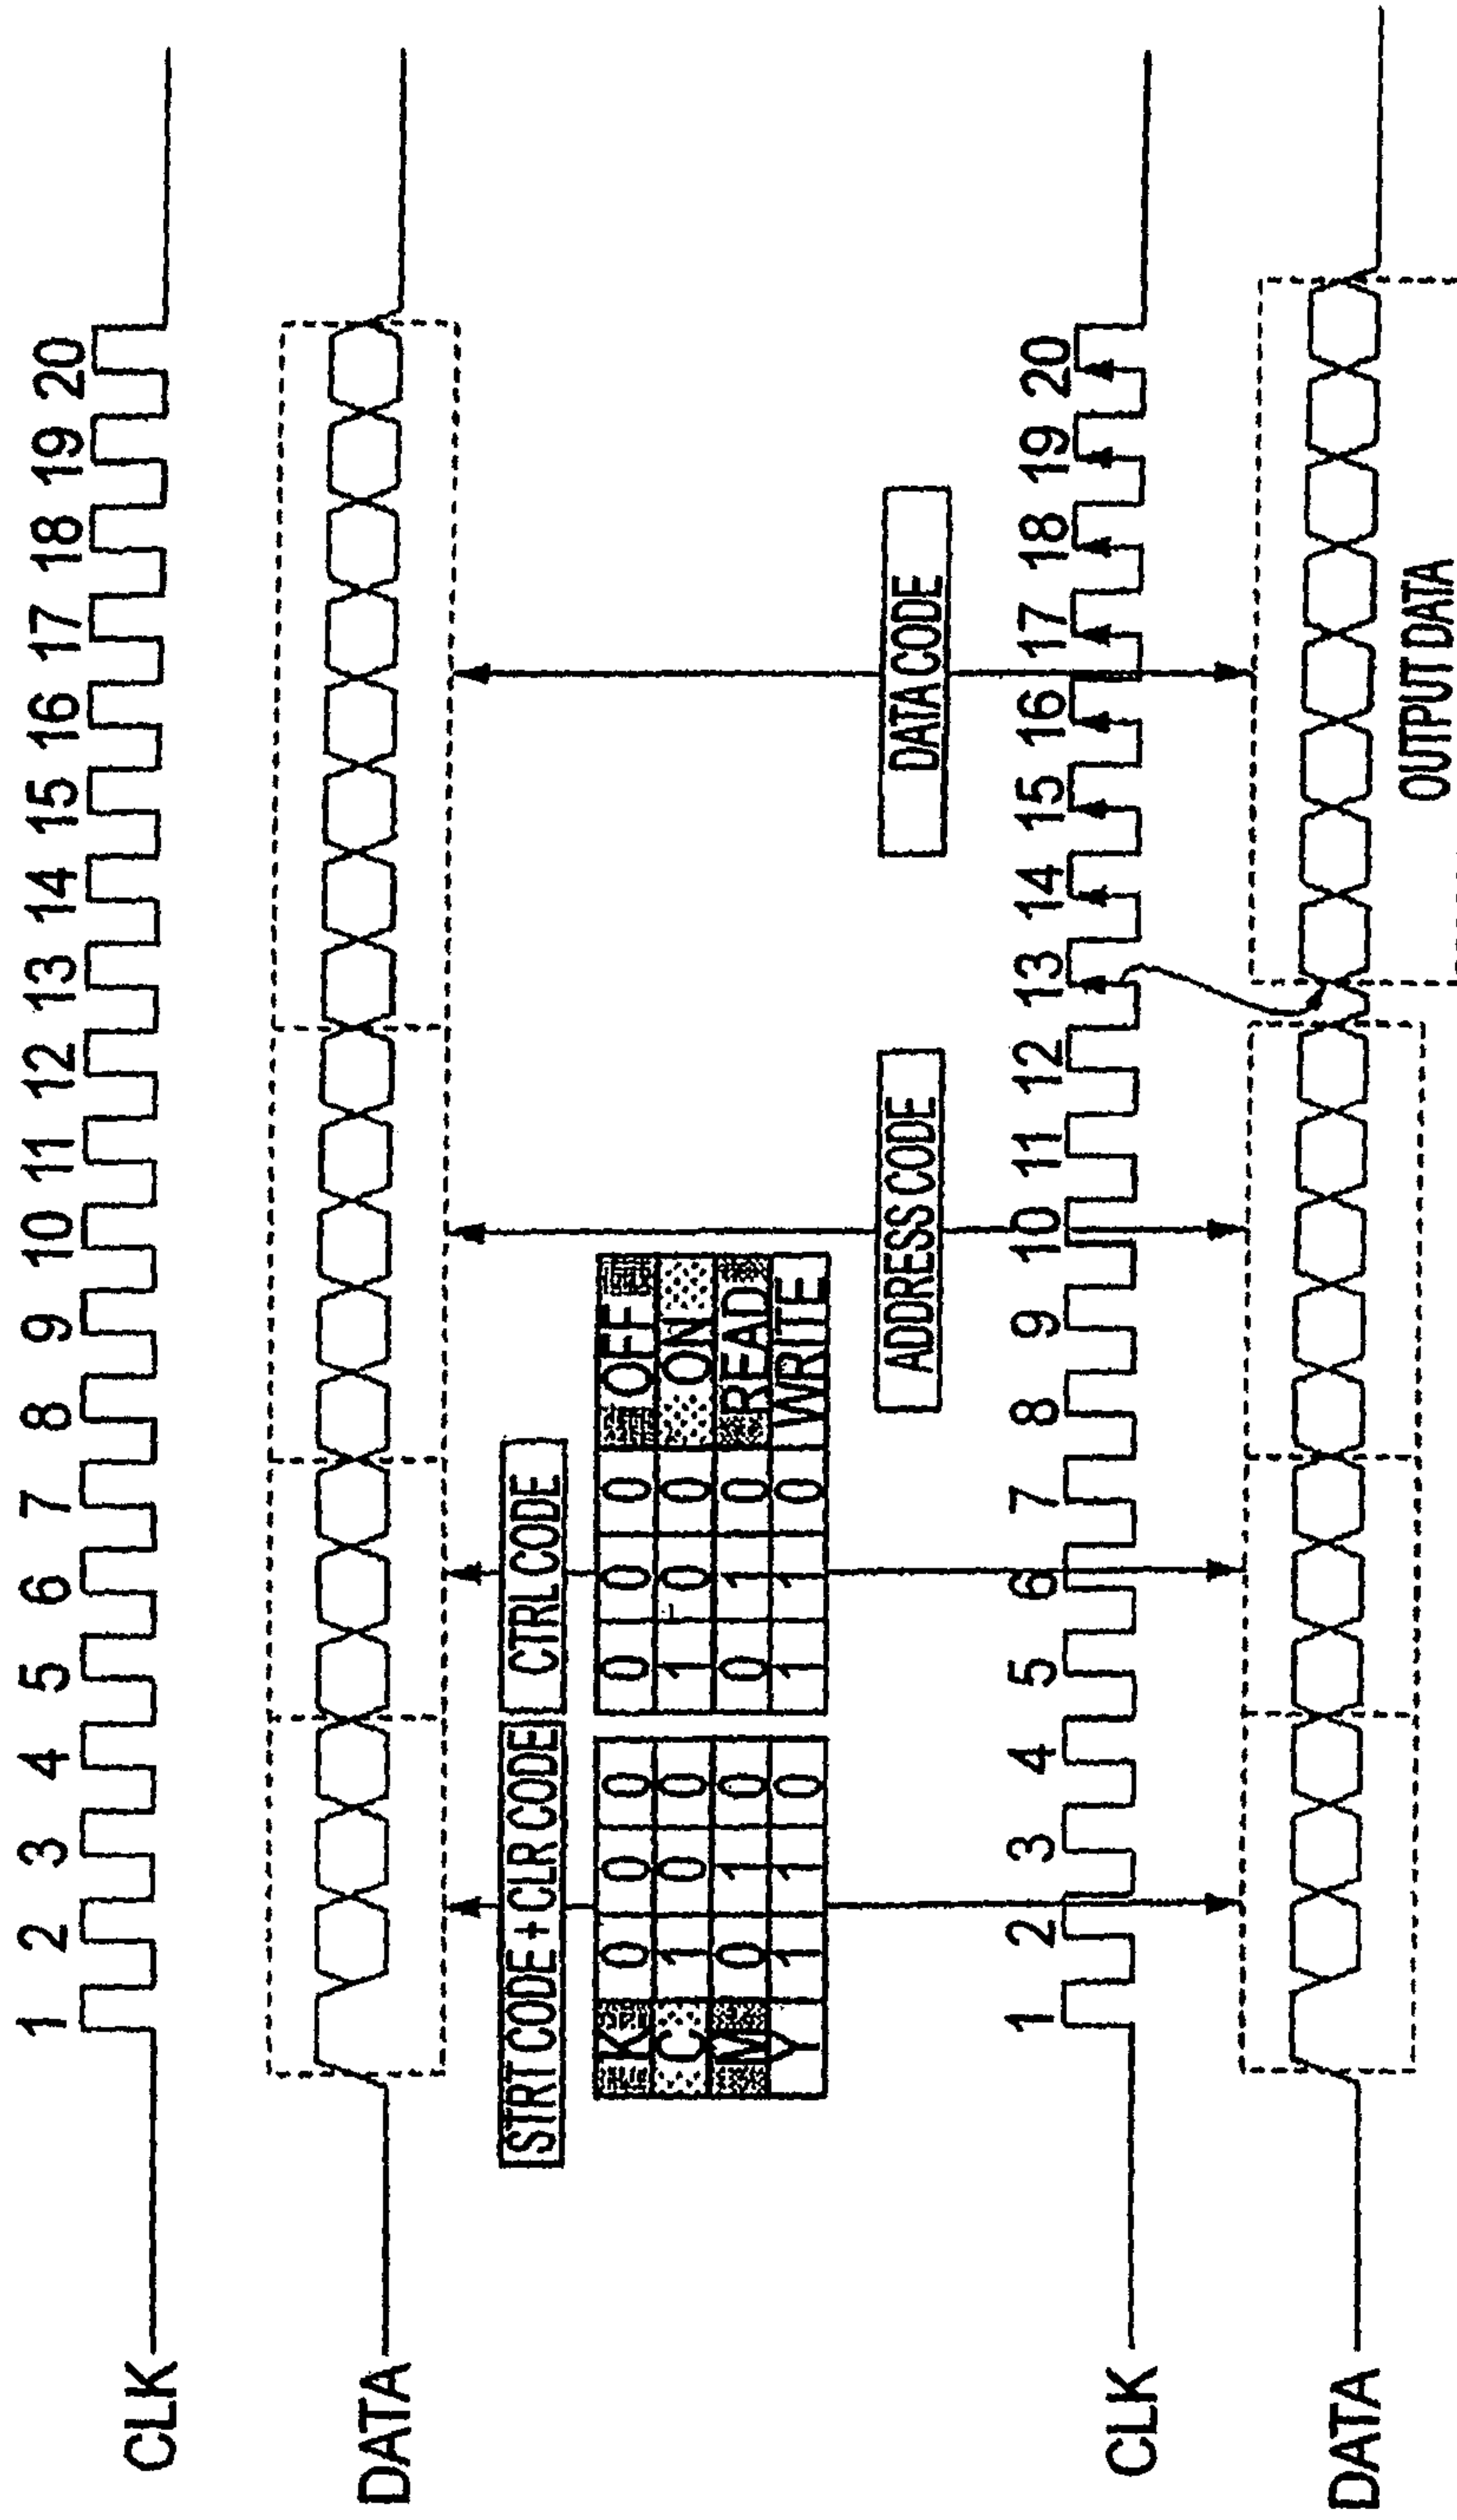 1 2 3 4 5 6 7 8 9 10 11 12 13 14 15 16 17 18 19 20
CLK
DATA
STRT CODE + CLR CODE CTRL CODE
K 0 0 0 0 0 0 OFF
C 1 0 0 1 0 0 ON
M 0 1 0 0 1 0 READ
Y 1 1 0 1 1 0 WRITE
ADDRESS CODE DATA CODE
1 2 3 4 5 6 7 8 9 10 11 12 13 14 15 16 17 18 19 20
CLK
DATA
OUTPUT DATA